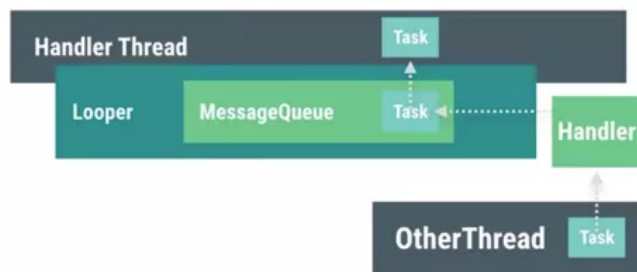 Task
Handler Thread
Looper
MessageQueue
Task
Handler
OtherThread
Task